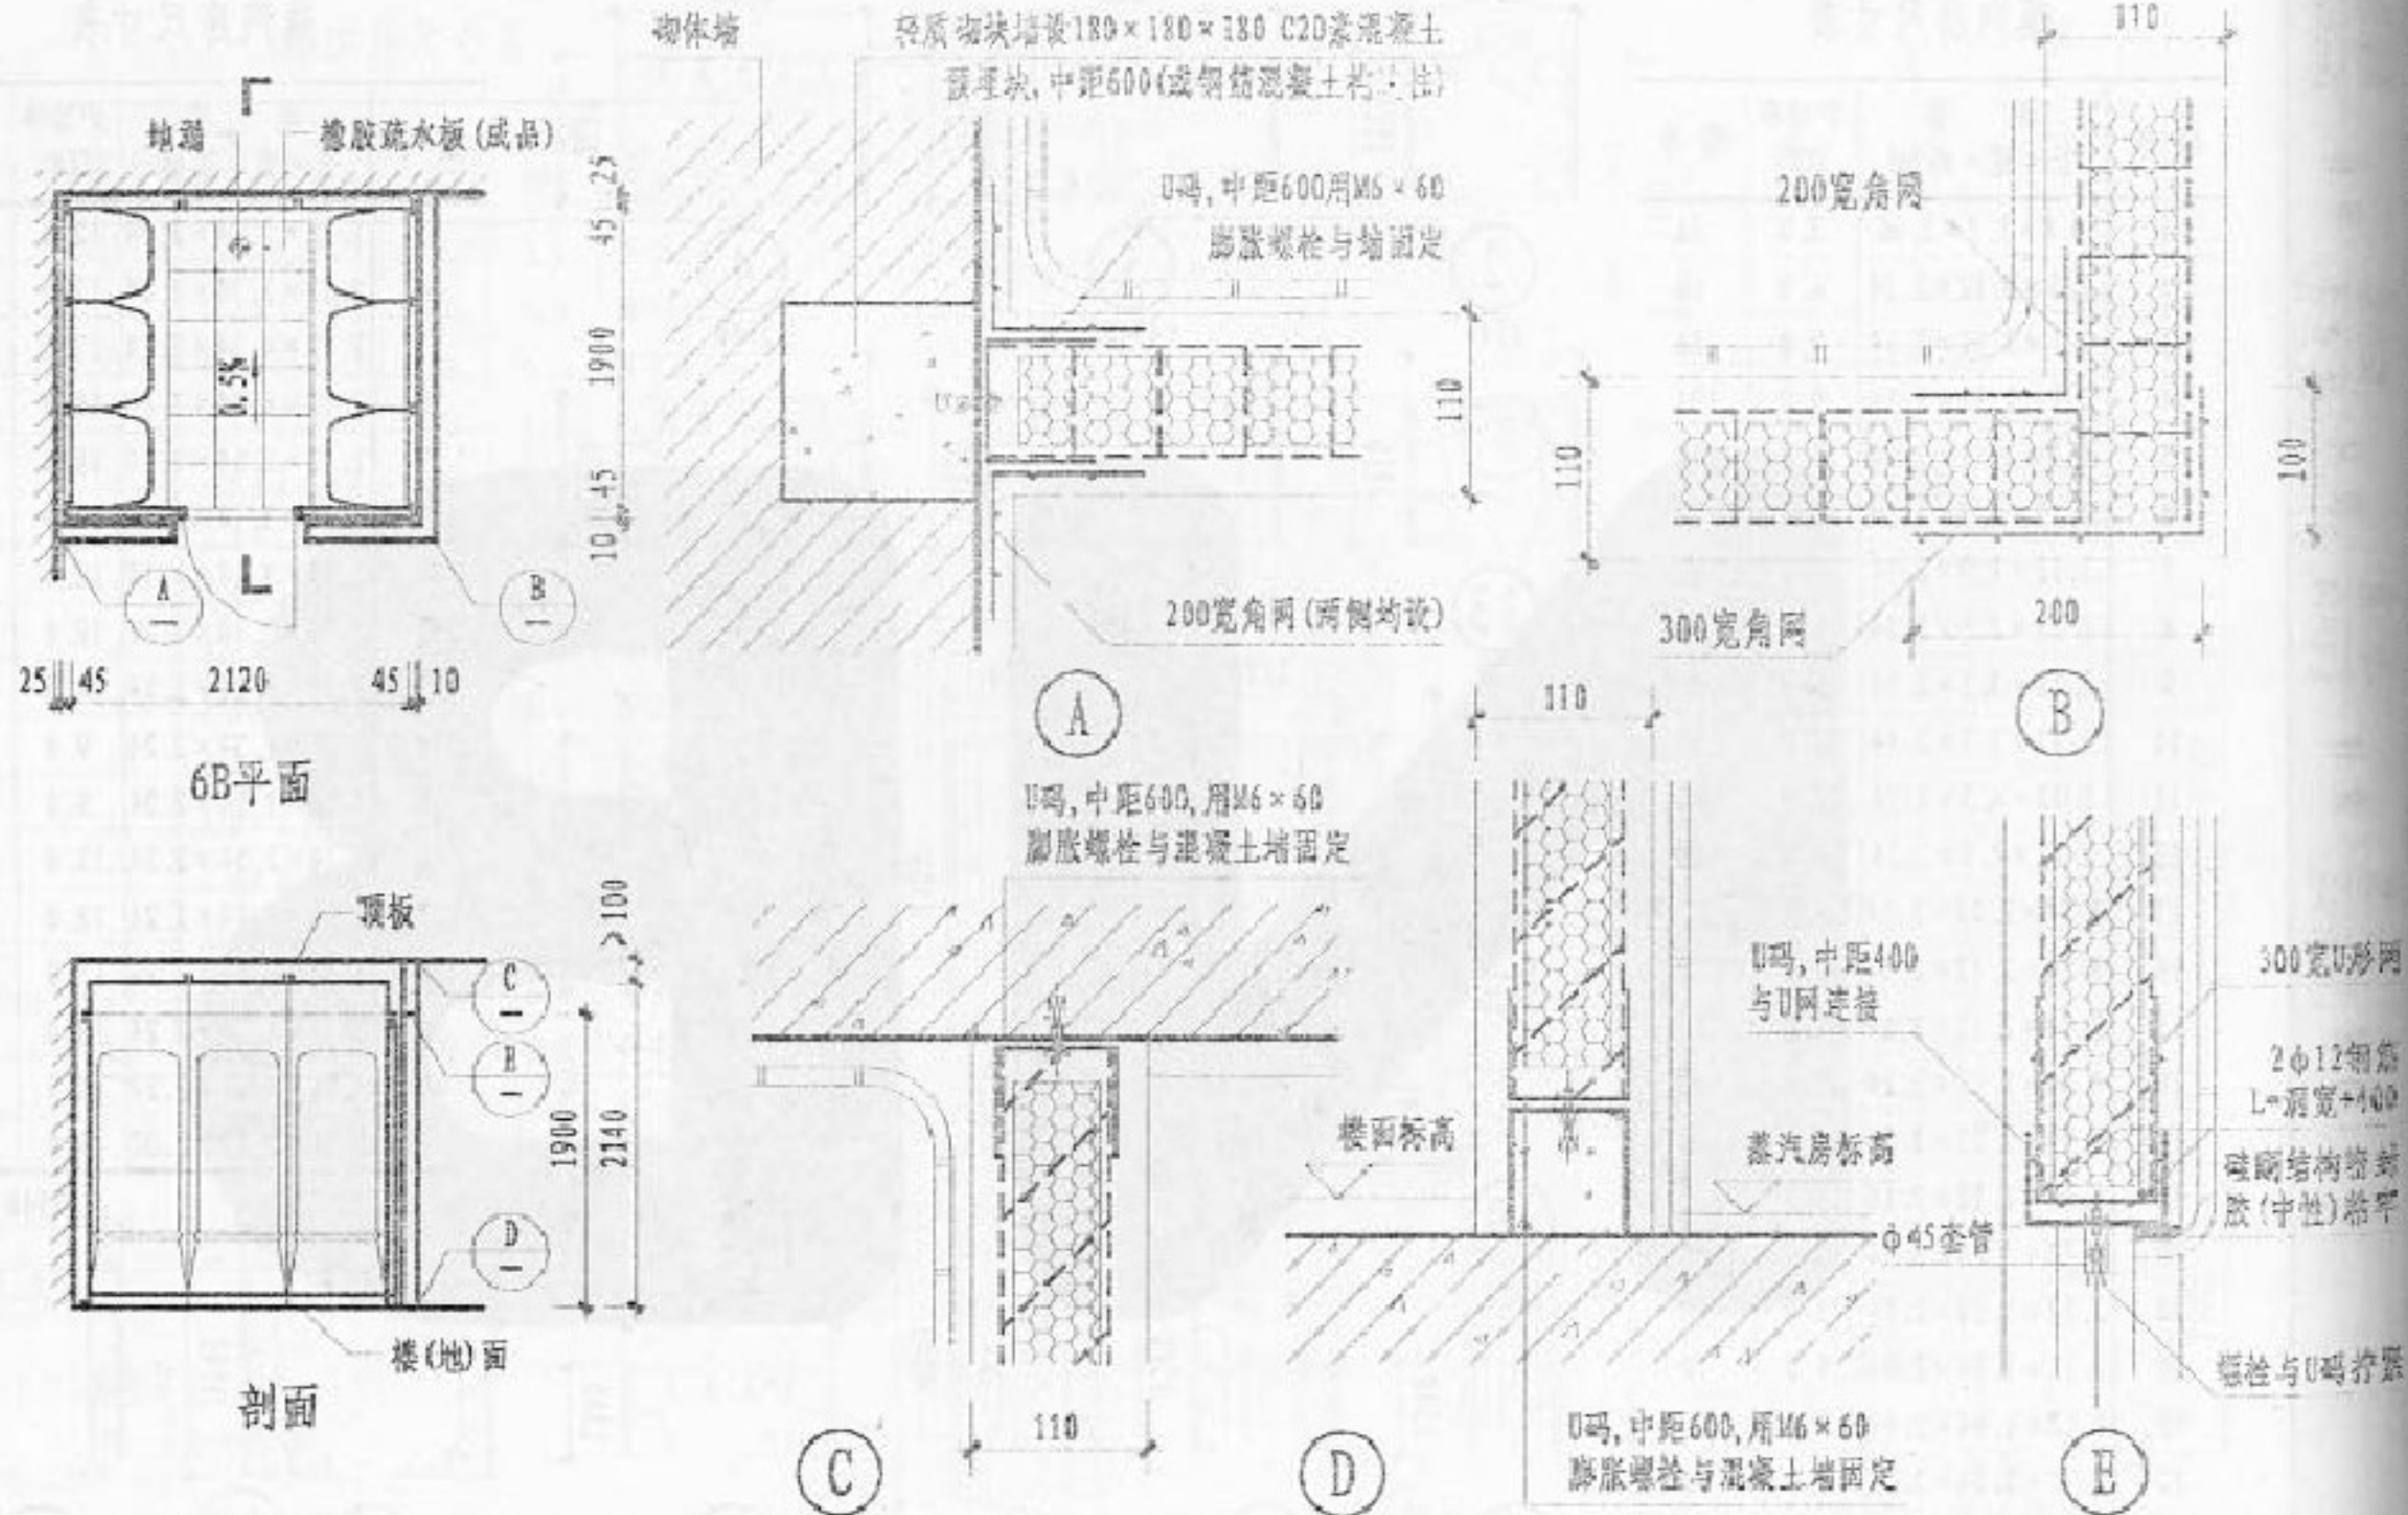 地漏
橡胶疏水板(成品)
0.5%
A
B
25 45 2120 45 10
25
45
1900
45
10
6B平面
砌体墙
轻质砌块墙设180×180×180 C20素混凝土
预埋块,中距600(或钢筋混凝土构造柱)
U码,中距600用M6×60
膨胀螺栓与墙固定
110
200宽角网(两侧均设)
A
110
200宽角网
110
100
300宽角网
200
B
顶板
>100
C
D
1900
2140
楼(地)面
剖面
U码,中距600,用M6×60
膨胀螺栓与混凝土墙固定
110
C
110
楼面标高
蒸汽房标高
U码,中距600,用M6×60
膨胀螺栓与混凝土墙固定
D
U码,中距400
与U网连接
300宽U形网
2φ12钢筋
L=洞宽+400
硅酮结构密封
胶(中性)粘牢
φ45套管
螺栓与U码拧紧
E